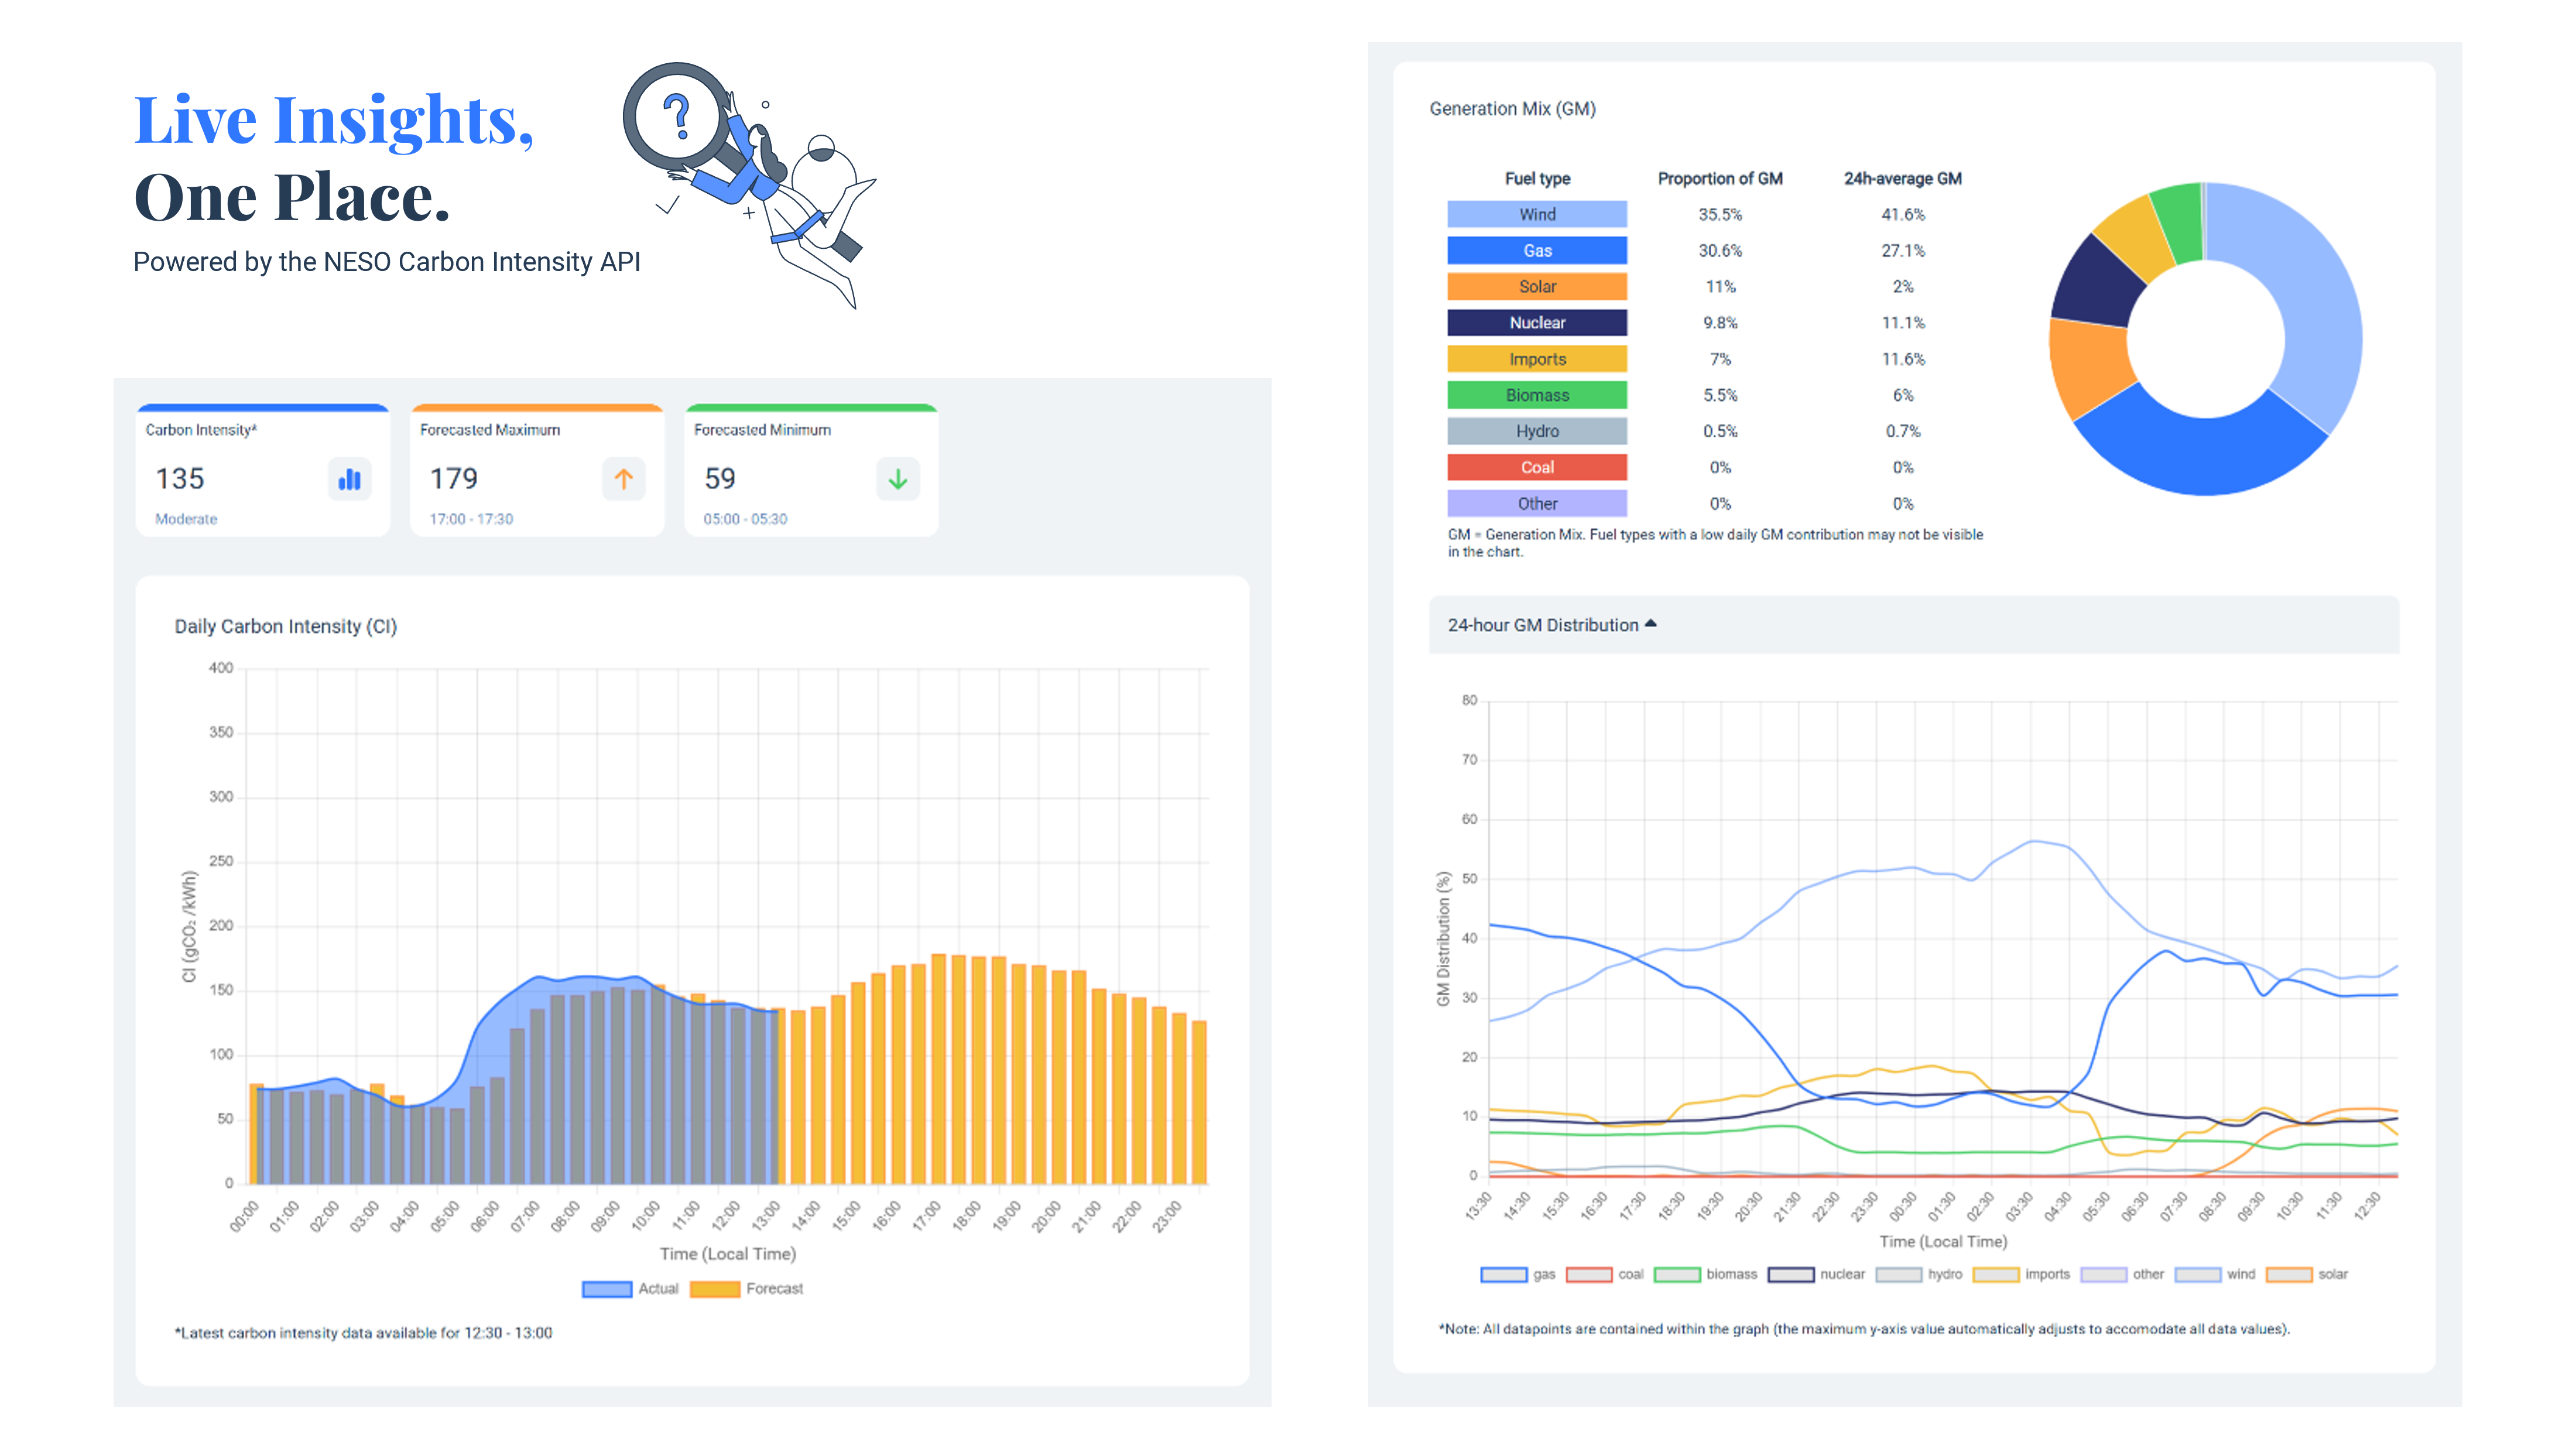 Live Insights,
One Place.
Powered by the NESO Carbon Intensity API
?
Carbon Intensity*
135
Moderate
Forecasted Maximum
179
17:00 - 17:30
Forecasted Minimum
59
05:00 - 05:30
Daily Carbon Intensity (CI)
CI (gCO₂ /kWh)
400
350
300
250
200
150
100
50
0
00:00 01:00 02:00 03:00 04:00 05:00 06:00 07:00 08:00 09:00 10:00 11:00 12:00 13:00 14:00 15:00 16:00 17:00 18:00 19:00 20:00 21:00 22:00 23:00
Time (Local Time)
Actual Forecast
*Latest carbon intensity data available for 12:30 - 13:00
Generation Mix (GM)
Fuel type Proportion of GM 24h-average GM
Wind 35.5% 41.6%
Gas 30.6% 27.1%
Solar 11% 2%
Nuclear 9.8% 11.1%
Imports 7% 11.6%
Biomass 5.5% 6%
Hydro 0.5% 0.7%
Coal 0% 0%
Other 0% 0%
GM = Generation Mix. Fuel types with a low daily GM contribution may not be visible
in the chart.
24-hour GM Distribution
GM Distribution (%)
80
70
60
50
40
30
20
10
0
13:30 14:30 15:30 16:30 17:30 18:30 19:30 20:30 21:30 22:30 23:30 00:30 01:30 02:30 03:30 04:30 05:30 06:30 07:30 08:30 09:30 10:30 11:30 12:30
Time (Local Time)
gas coal biomass nuclear hydro imports other wind solar
*Note: All datapoints are contained within the graph (the maximum y-axis value automatically adjusts to accomodate all data values).